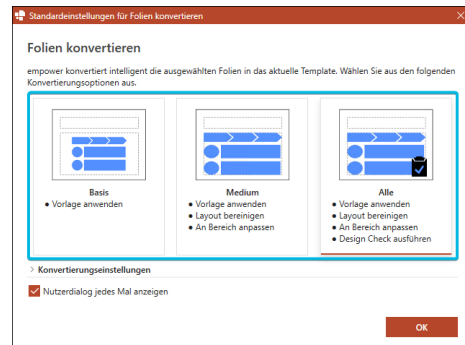 Standardeinstellungen für Folien konvertieren
Folien konvertieren
empower konvertiert intelligent die ausgewählten Folien in das aktuelle Template. Wählen Sie aus den folgenden
Konvertierungsoptionen aus.
Basis
• Vorlage anwenden
Medium
• Vorlage anwenden
• Layout bereinigen
• An Bereich anpassen
Alle
• Vorlage anwenden
• Layout bereinigen
• An Bereich anpassen
• Design Check ausführen
> Konvertierungseinstellungen
Nutzerdialog jedes Mal anzeigen
OK